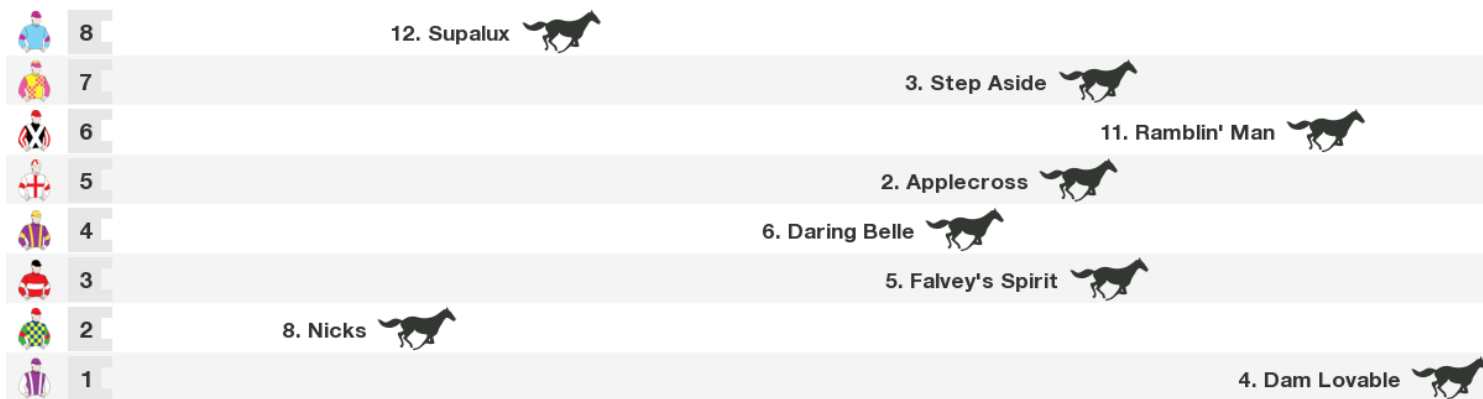 8 12. Supalux
7 3. Step Aside
6 11. Ramblin' Man
5 2. Applecross
4 6. Daring Belle
3 5. Falvey's Spirit
2 8. Nicks
1 4. Dam Lovable